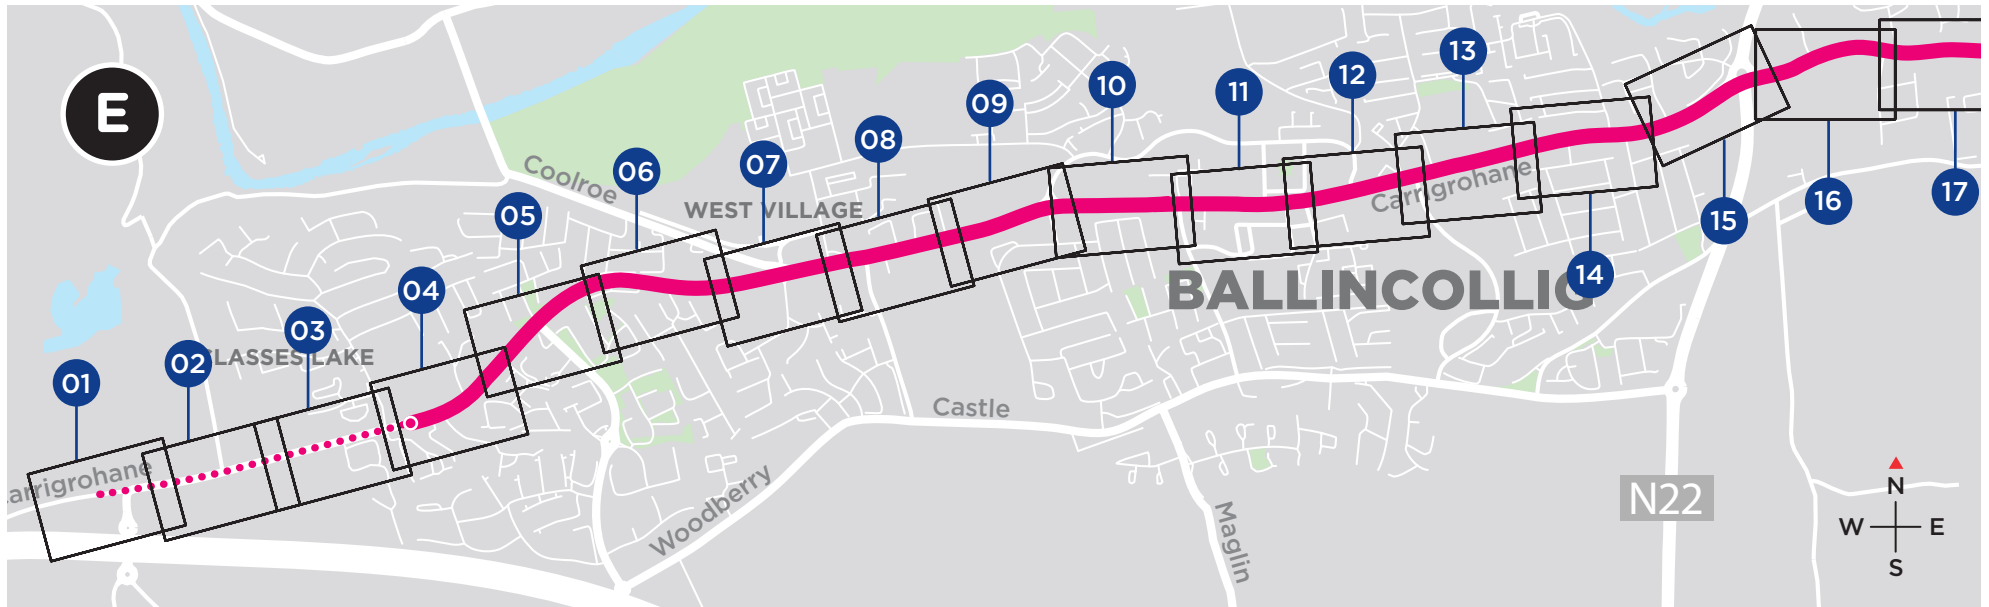 E
01
02
03
04
05
06
07
08
09
10
11
12
13
14
15
16
17
Coolroe
WEST VILLAGE
Carrigrohane
BALLINCOLLIG
CLASSES LAKE
arrigrohane
Castle
Woodberry
Maglin
N22
N
W E
S